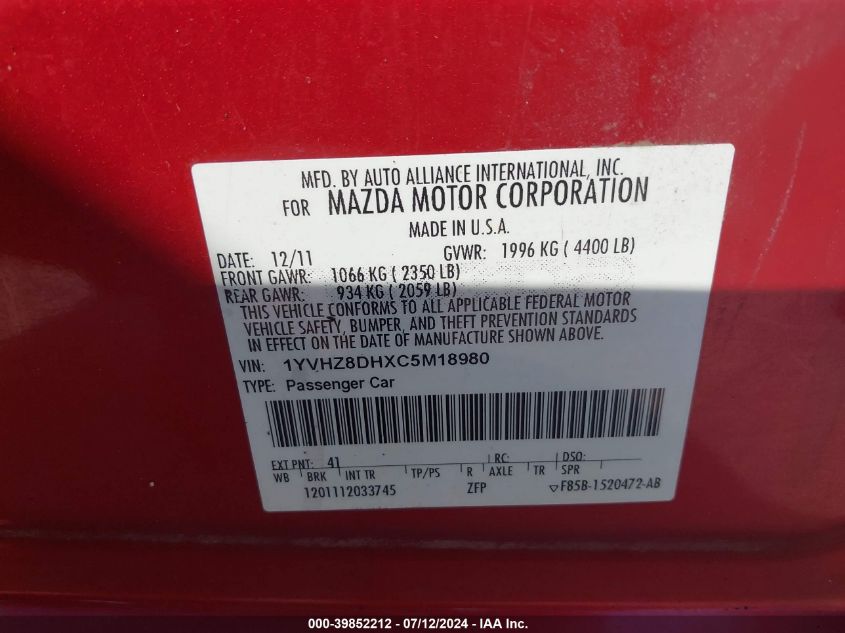 MFD. BY AUTO ALLIANCE INTERNATIONAL, INC.
FOR MAZDA MOTOR CORPORATION
MADE IN U.S.A.
DATE: 12/11 GVWR: 1996 KG ( 4400 LB)
FRONT GAWR: 1066 KG ( 2350 LB)
REAR GAWR: 934 KG ( 2059 LB)
THIS VEHICLE CONFORMS TO ALL APPLICABLE FEDERAL MOTOR
VEHICLE SAFETY, BUMPER, AND THEFT PREVENTION STANDARDS
IN EFFECT ON THE DATE OF MANUFACTURE SHOWN ABOVE.
VIN: 1YVHZ8DHXC5M18980
TYPE: Passenger Car
EXT PNT: 41 RC: DSO:
WB BRK INT TR TP/PS R AXLE TR SPR
1201112033745 ZFP ▽F85B-1520472-AB
000-39852212 - 07/12/2024 - IAA Inc.